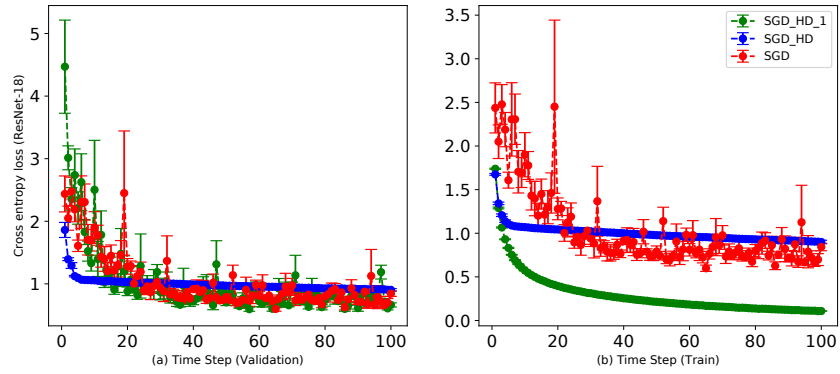 Cross entropy loss (ResNet-18)
5
4
3
2
1
0 20 40 60 80 100
(a) Time Step (Validation)
3.5
3.0
2.5
2.0
1.5
1.0
0.5
0.0
0 20 40 60 80 100
(b) Time Step (Train)
SGD_HD_1
SGD_HD
SGD